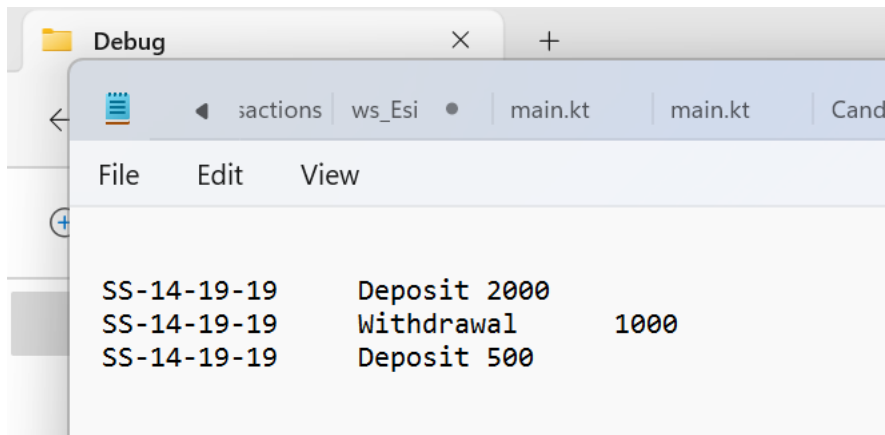 Debug
sactions ws_Esi main.kt main.kt Cand
File Edit View
SS-14-19-19 Deposit 2000
SS-14-19-19 Withdrawal 1000
SS-14-19-19 Deposit 500